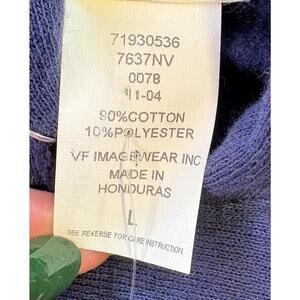 71930536
7637NV
0078
11-04
90%COTTON
10%POLYESTER
VF IMAGEWEAR INC
MADE IN
HONDURAS
L
SEE REVERSE FOR CARE INSTRUCTION